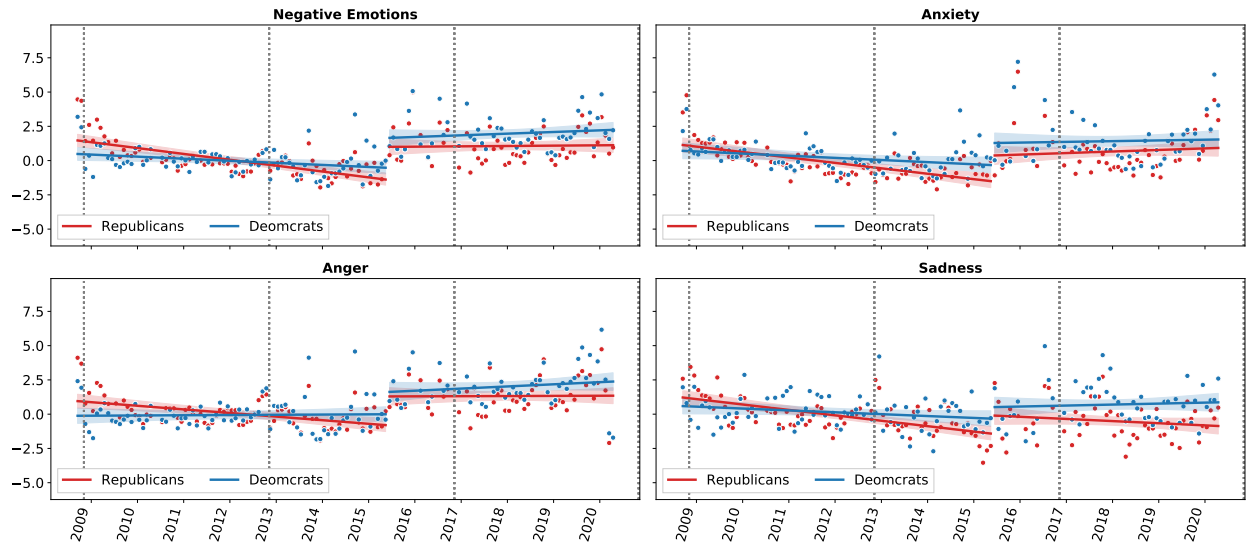 Negative Emotions
Anxiety
7.5
5.0
2.5
0.0
−2.5
−5.0
Republicans Deomcrats
Republicans Deomcrats
Anger
Sadness
7.5
5.0
2.5
0.0
−2.5
−5.0
Republicans Deomcrats
Republicans Deomcrats
2009 2010 2011 2012 2013 2014 2015 2016 2017 2018 2019 2020
2009 2010 2011 2012 2013 2014 2015 2016 2017 2018 2019 2020